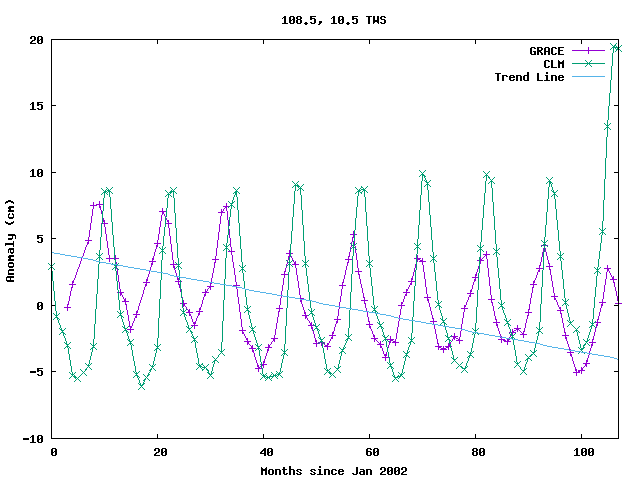 108.5, 10.5 TWS
GRACE
CLM
Trend Line
Anomaly (cm)
20
15
10
5
0
-5
-10
0 20 40 60 80 100
Months since Jan 2002